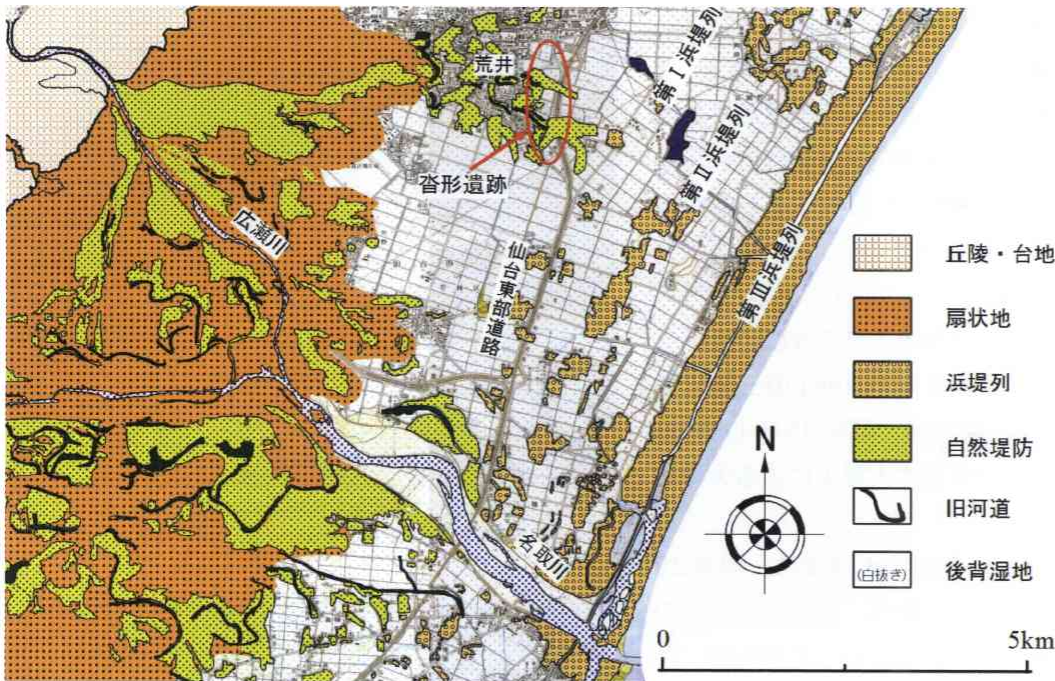 荒井
沓形遺跡
第Ⅰ浜堤列
第Ⅱ浜堤列
第Ⅲ浜堤列
広瀬川
仙台東部道路
名取川
丘陵・台地
扇状地
浜堤列
自然堤防
旧河道
(白抜き)
後背湿地
N
0
5km